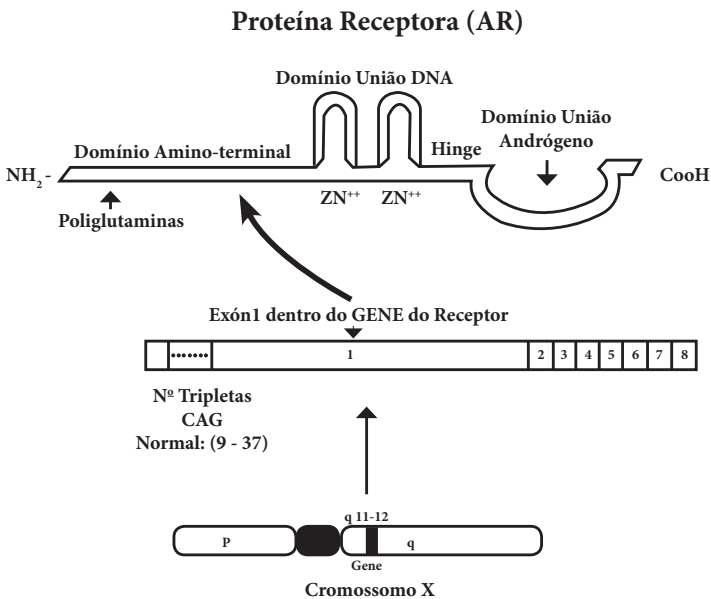 Proteína Receptora (AR)
Domínio União DNA
Domínio União
Andrógeno
Domínio Amino-terminal
Hinge
NH₂-
CooH
ZN⁺⁺ ZN⁺⁺
Poliglutaminas
Exón1 dentro do GENE do Receptor
....... 1 2 3 4 5 6 7 8
Nº Tripletas
CAG
Normal: (9 - 37)
q 11-12
P q
Gene
Cromossomo X